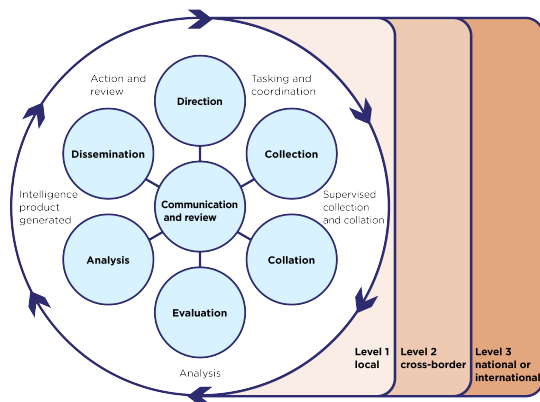 Action and
review
Tasking and
coordination
Direction
Dissemination
Collection
Intelligence
product
generated
Communication
and review
Supervised
collection
and collation
Analysis
Collation
Evaluation
Analysis
Level 1
local
Level 2
cross-border
Level 3
national or
international